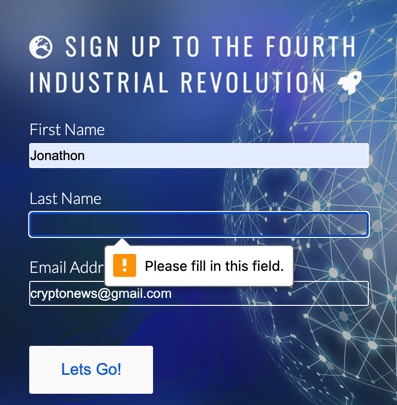 SIGN UP TO THE FOURTH
INDUSTRIAL REVOLUTION
First Name
Jonathon
Last Name
Please fill in this field.
Email Addr
cryptonews@gmail.com
Lets Go!